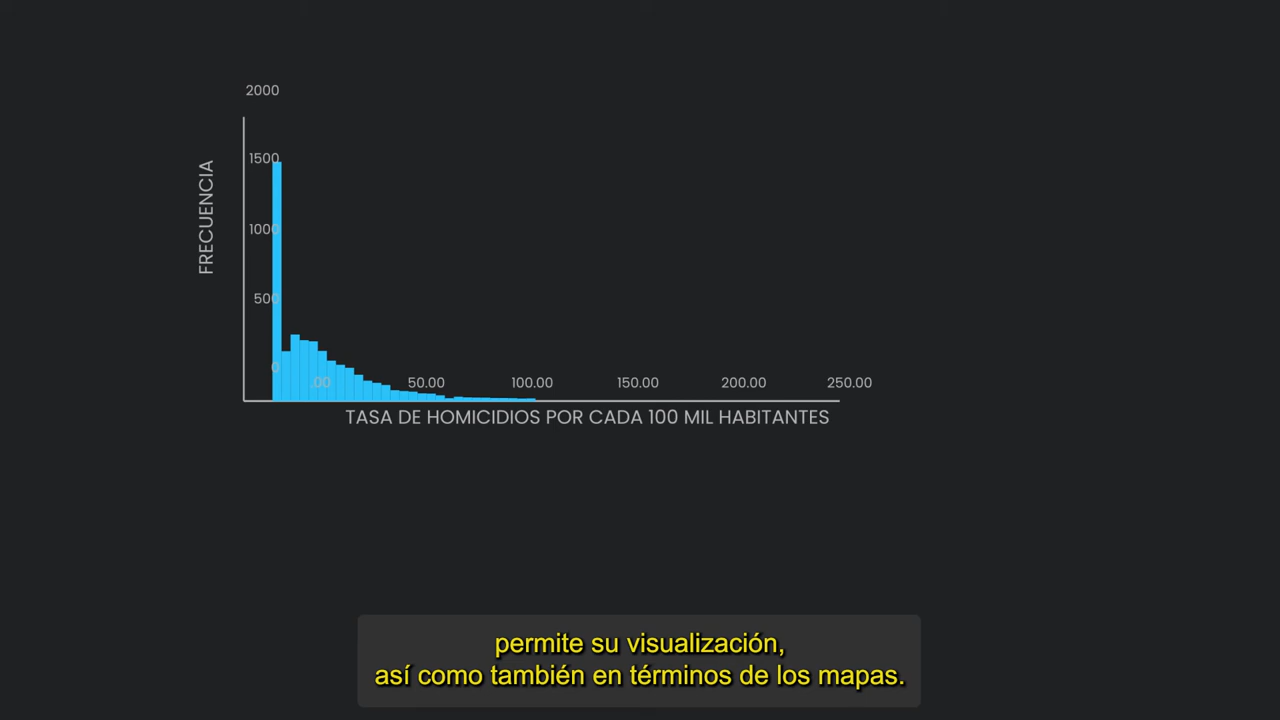 2000
1500
1000
500
0
FRECUENCIA
.00 50.00 100.00 150.00 200.00 250.00
TASA DE HOMICIDIOS POR CADA 100 MIL HABITANTES
permite su visualización,
así como también en términos de los mapas.